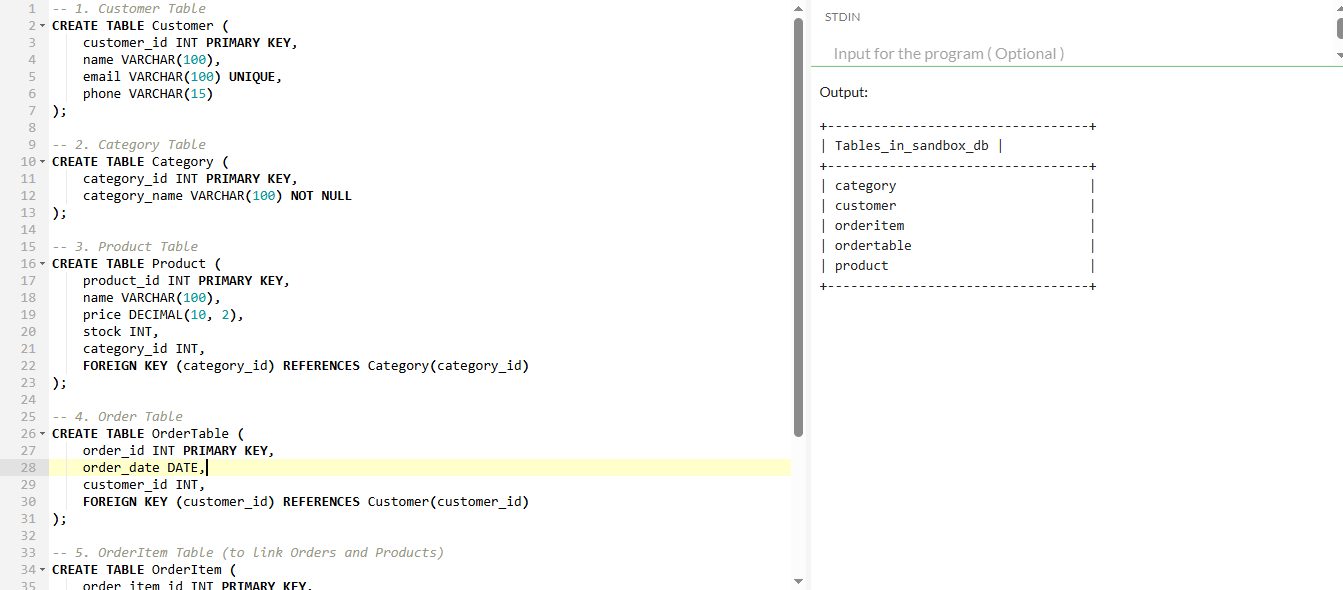 1 -- 1. Customer Table
2 CREATE TABLE Customer (
3 customer_id INT PRIMARY KEY,
4 name VARCHAR(100),
5 email VARCHAR(100) UNIQUE,
6 phone VARCHAR(15)
7 );
8
9 -- 2. Category Table
10 CREATE TABLE Category (
11 category_id INT PRIMARY KEY,
12 category_name VARCHAR(100) NOT NULL
13 );
14
15 -- 3. Product Table
16 CREATE TABLE Product (
17 product_id INT PRIMARY KEY,
18 name VARCHAR(100),
19 price DECIMAL(10, 2),
20 stock INT,
21 category_id INT,
22 FOREIGN KEY (category_id) REFERENCES Category(category_id)
23 );
24
25 -- 4. Order Table
26 CREATE TABLE OrderTable (
27 order_id INT PRIMARY KEY,
28 order_date DATE,
29 customer_id INT,
30 FOREIGN KEY (customer_id) REFERENCES Customer(customer_id)
31 );
32
33 -- 5. OrderItem Table (to link Orders and Products)
34 CREATE TABLE OrderItem (
35 order_item_id INT PRIMARY KEY,
STDIN
Input for the program ( Optional )
Output:
+----------------------------------+
| Tables_in_sandbox_db |
+----------------------------------+
| category |
| customer |
| orderitem |
| ordertable |
| product |
+----------------------------------+